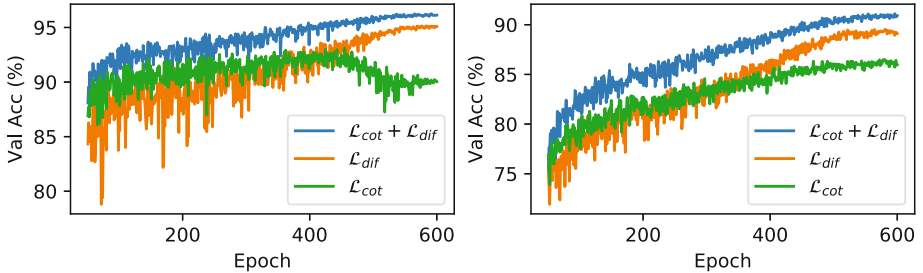 Val Acc (%)
95
90
85
80
200
400
600
Epoch
ℒcot + ℒdif
ℒdif
ℒcot
Val Acc (%)
90
85
80
75
200
400
600
Epoch
ℒcot + ℒdif
ℒdif
ℒcot